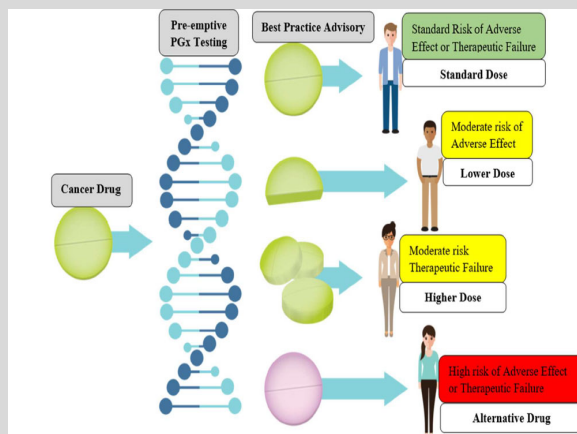 Pre-emptive
PGx Testing
Best Practice Advisory
Standard Risk of Adverse
Effect or Therapeutic Failure
Standard Dose
Moderate risk of
Adverse Effect
Lower Dose
Cancer Drug
Moderate risk
Therapeutic Failure
Higher Dose
High risk of Adverse Effect
or Therapeutic Failure
Alternative Drug